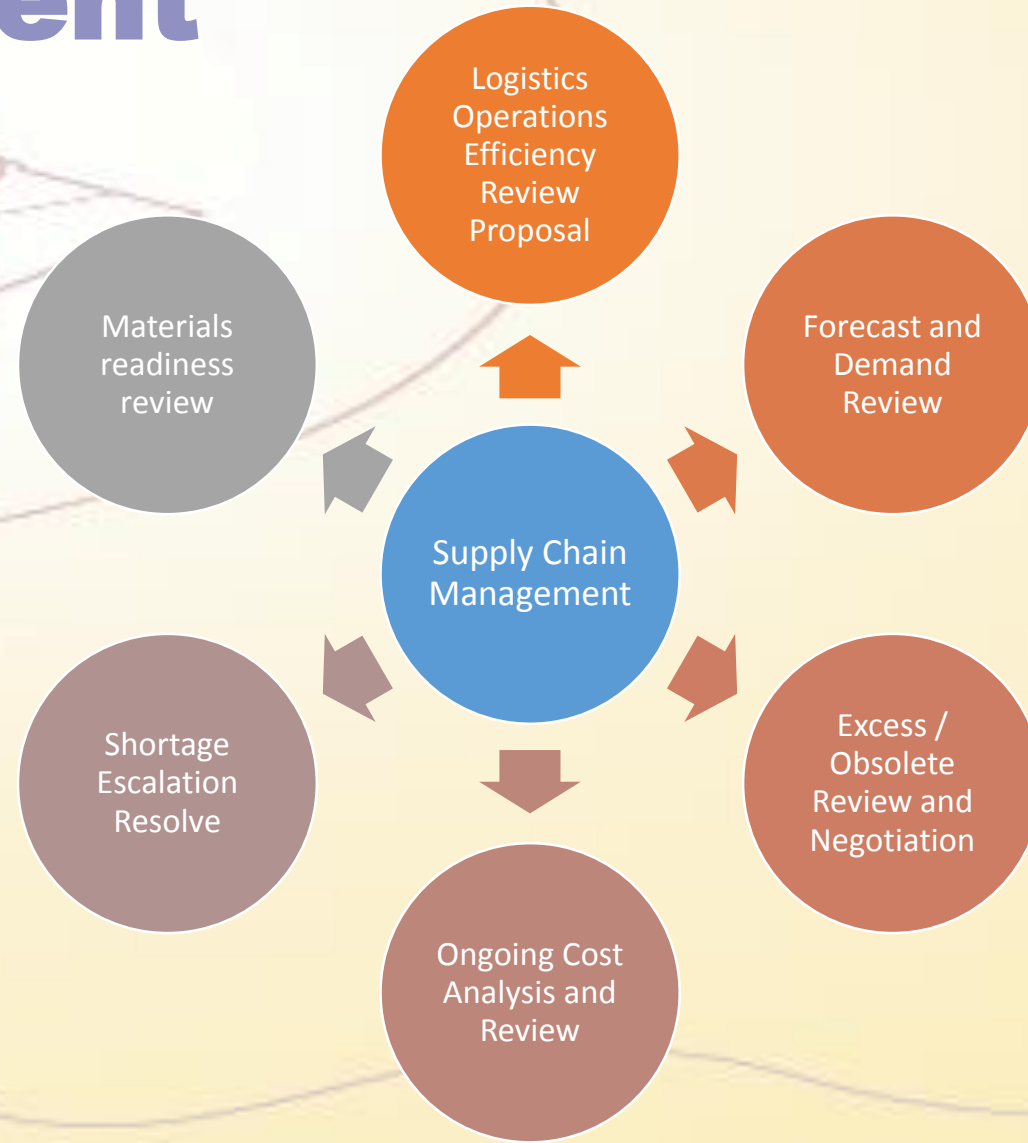 ent
Logistics
Operations
Efficiency
Review
Proposal
Forecast and
Demand
Review
Excess /
Obsolete
Review and
Negotiation
Ongoing Cost
Analysis and
Review
Shortage
Escalation
Resolve
Materials
readiness
review
Supply Chain
Management